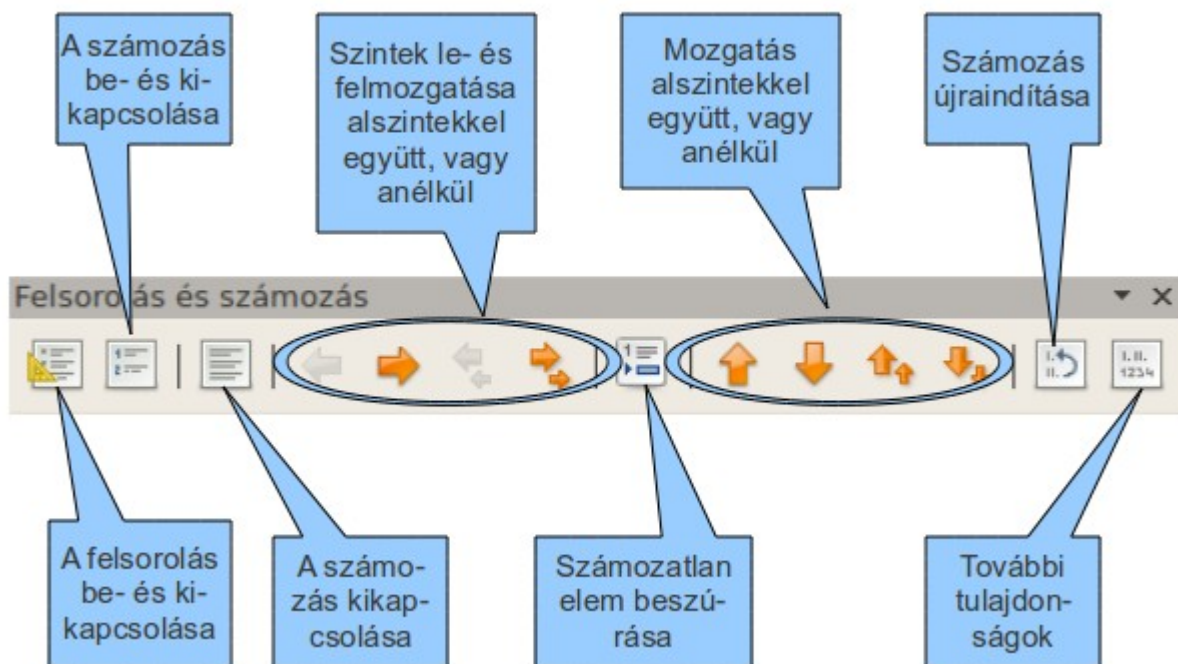 A számozás
be- és ki-
kapcsolása
Szintek le- és
felmozgatása
alszintekkel
együtt, vagy
anélkül
Mozgatás
alszintekkel
együtt, vagy
anélkül
Számozás
újraindítása
Felsorolás és számozás
A felsorolás
be- és ki-
kapcsolása
A számo-
zás kikap-
csolása
Számozatlan
elem beszú-
rása
További
tulajdon-
ságok